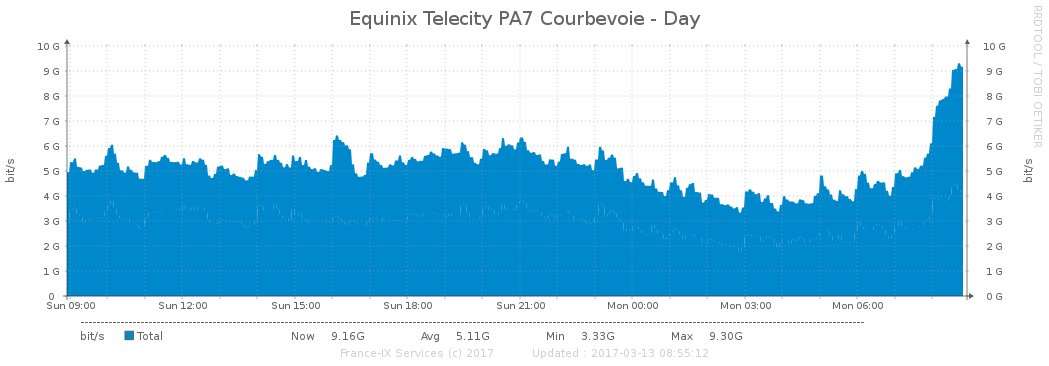 Equinix Telecity PA7 Courbevoie - Day
RRDTOOL / TOBI OETIKER
bit/s
bit/s
10 G 10 G
9 G 9 G
8 G 8 G
7 G 7 G
6 G 6 G
5 G 5 G
4 G 4 G
3 G 3 G
2 G 2 G
1 G 1 G
0 0 G
Sun 09:00 Sun 12:00 Sun 15:00 Sun 18:00 Sun 21:00 Mon 00:00 Mon 03:00 Mon 06:00
bit/s Total Now 9.16G Avg 5.11G Min 3.33G Max 9.30G
France-IX Services (c) 2017 Updated : 2017-03-13 08:55:12